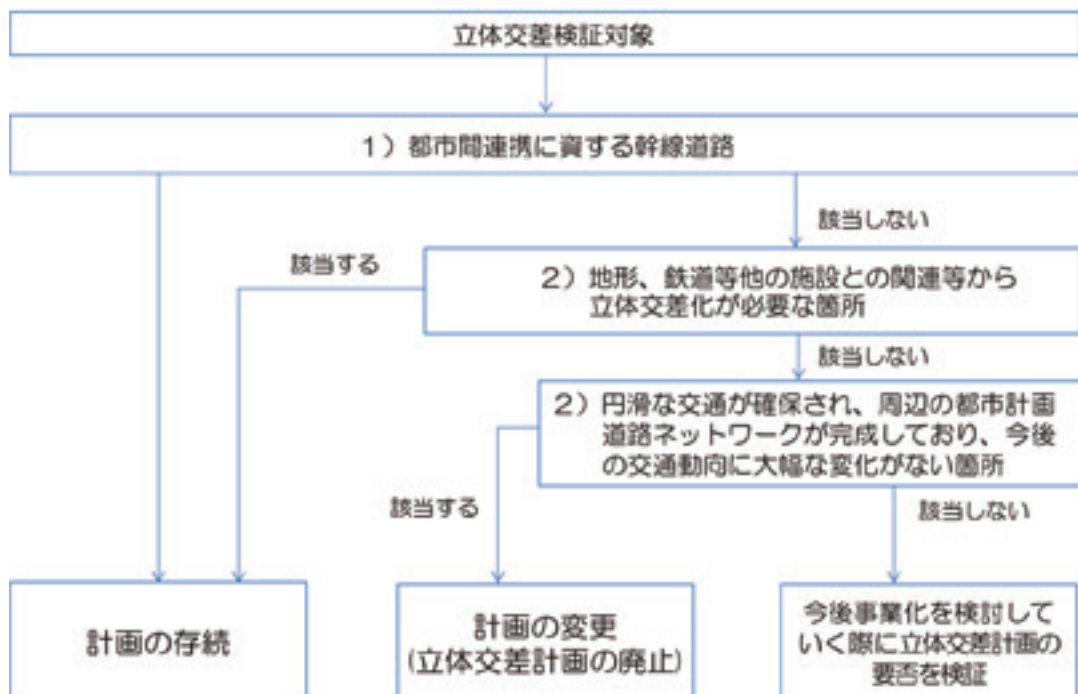 立体交差検証対象
1）都市間連携に資する幹線道路
該当しない
該当する
2）地形、鉄道等他の施設との関連等から
立体交差化が必要な箇所
該当しない
2）円滑な交通が確保され、周辺の都市計画
道路ネットワークが完成しており、今後
の交通動向に大幅な変化がない箇所
該当する
該当しない
計画の存続
計画の変更
(立体交差計画の廃止)
今後事業化を検討して
いく際に立体交差計画の
要否を検証